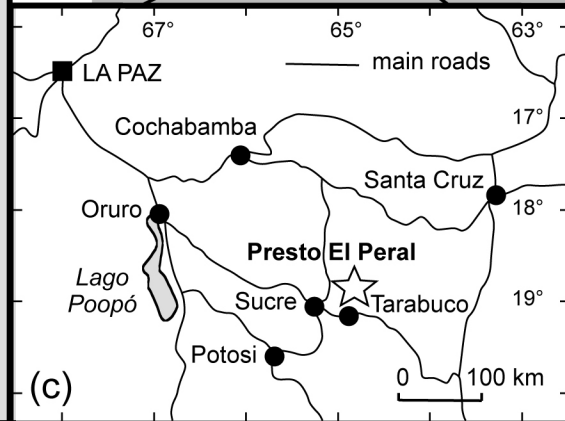 67°
65°
63°
LA PAZ
main roads
17°
Cochabamba
Santa Cruz
Oruro
18°
Presto El Peral
Lago
Poopó
19°
Sucre
Tarabuco
Potosi
(c)
0 100 km